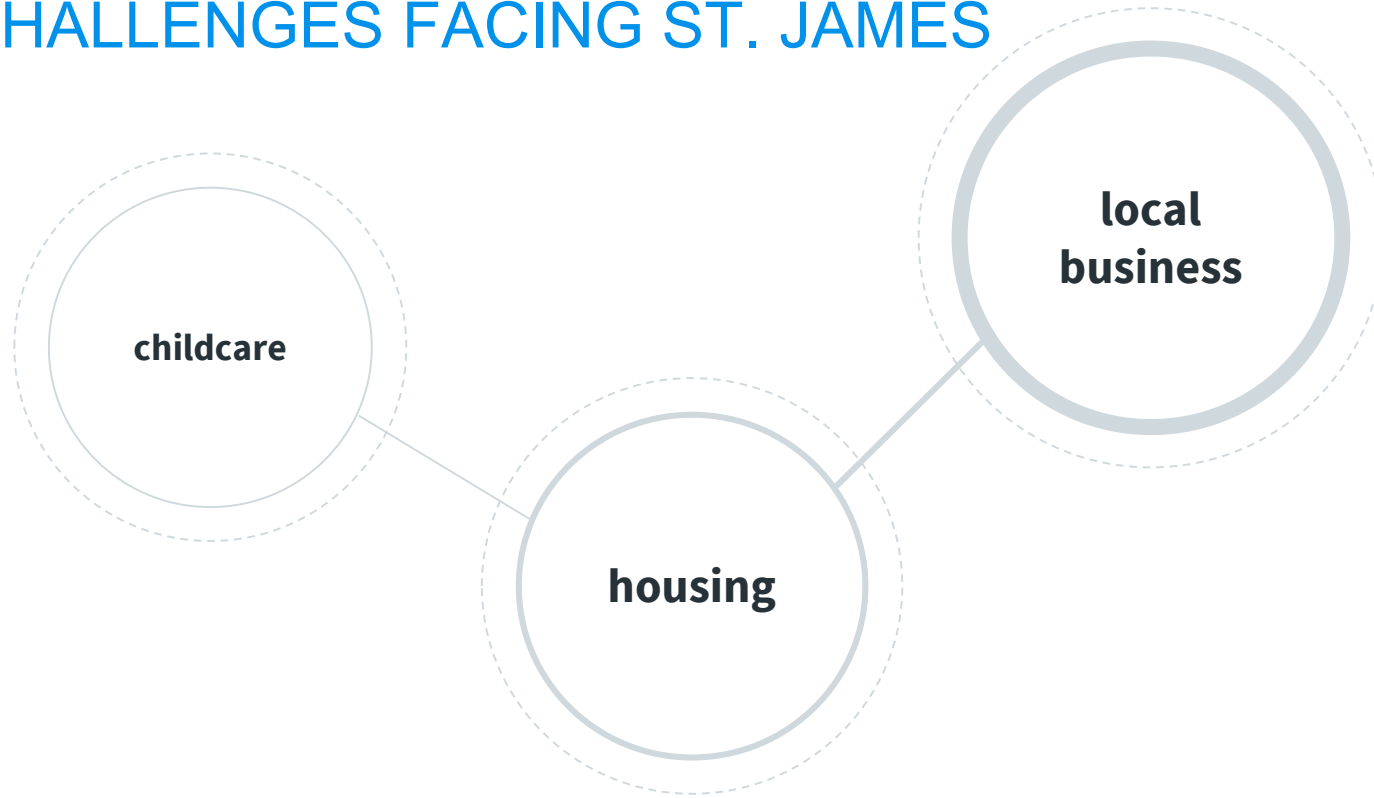 HALLENGES FACING ST. JAMES
local
business
childcare
housing